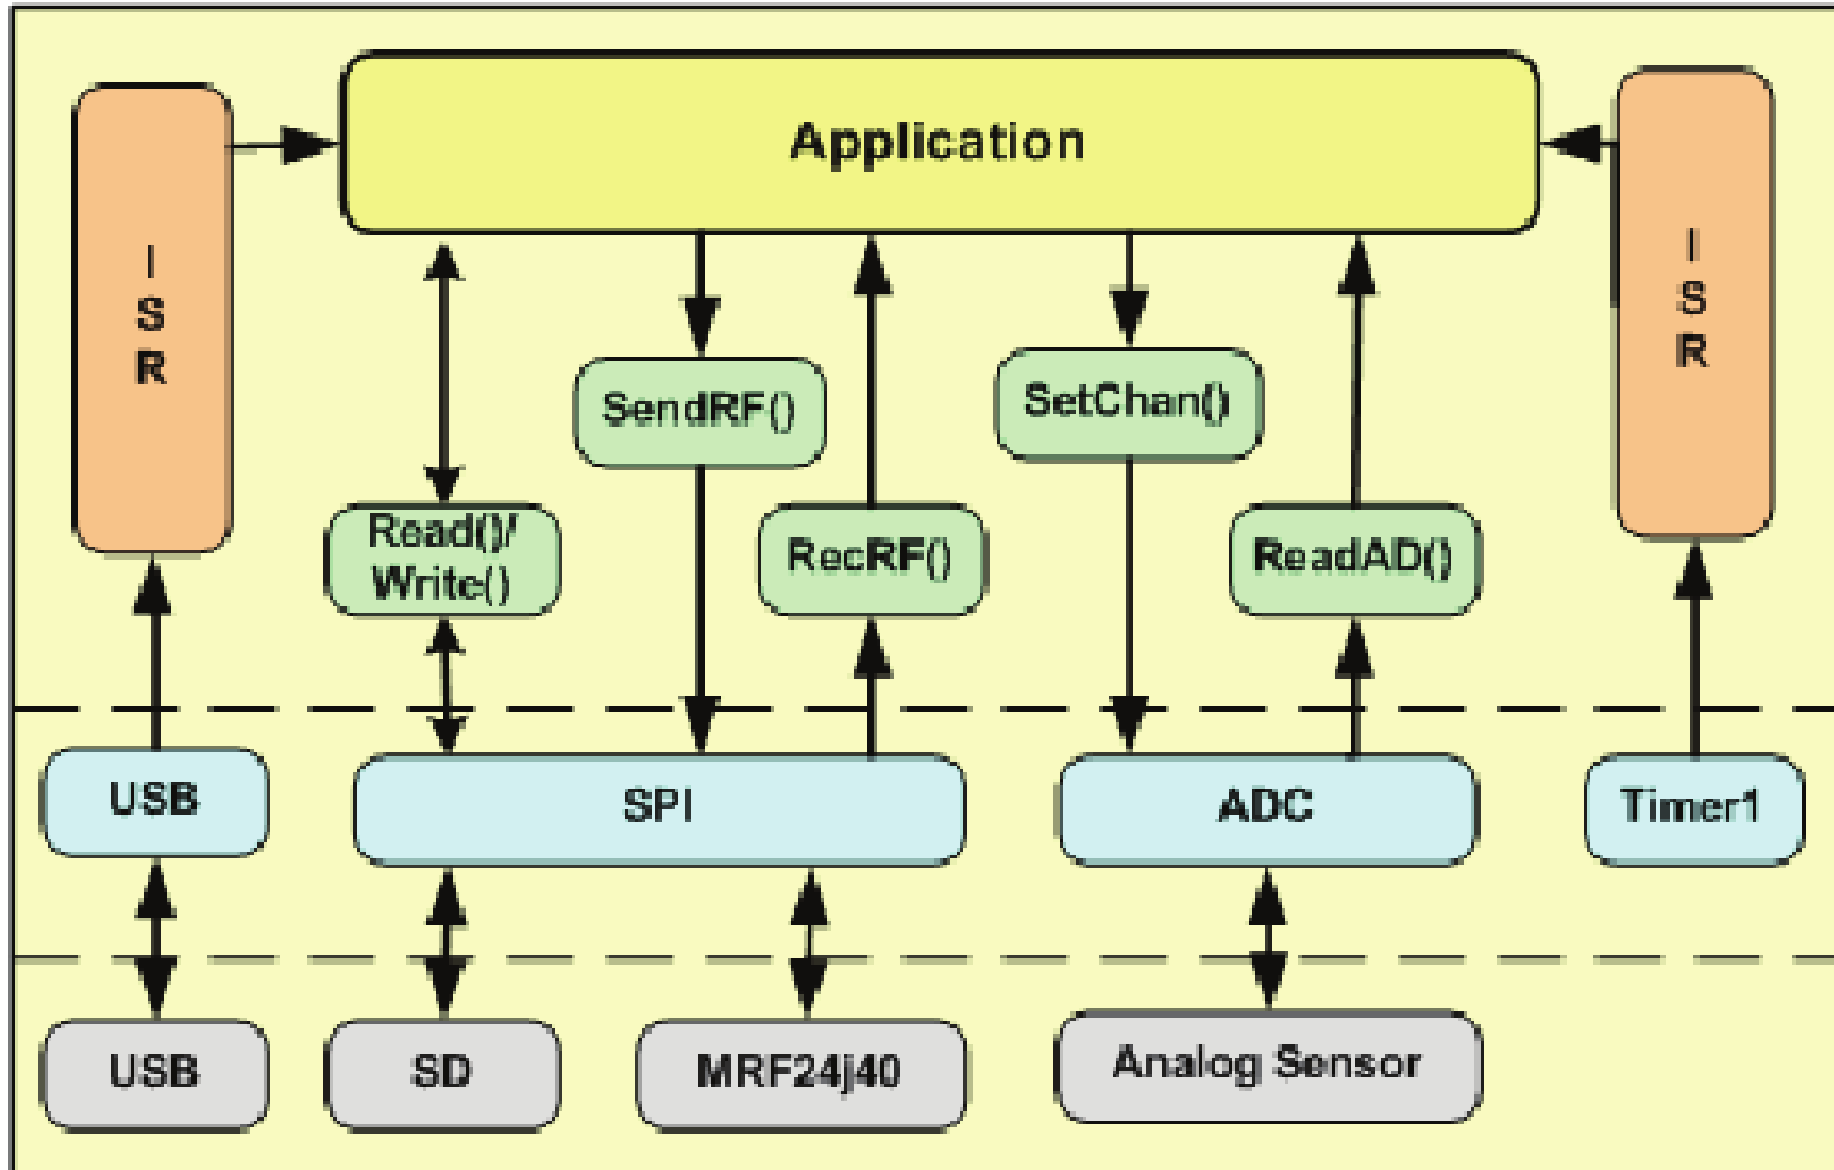 Application
I
S
R
I
S
R
SendRF()
SetChan()
Read()/
Write()
RecRF()
ReadAD()
USB
SPI
ADC
Timer1
USB
SD
MRF24j40
Analog Sensor